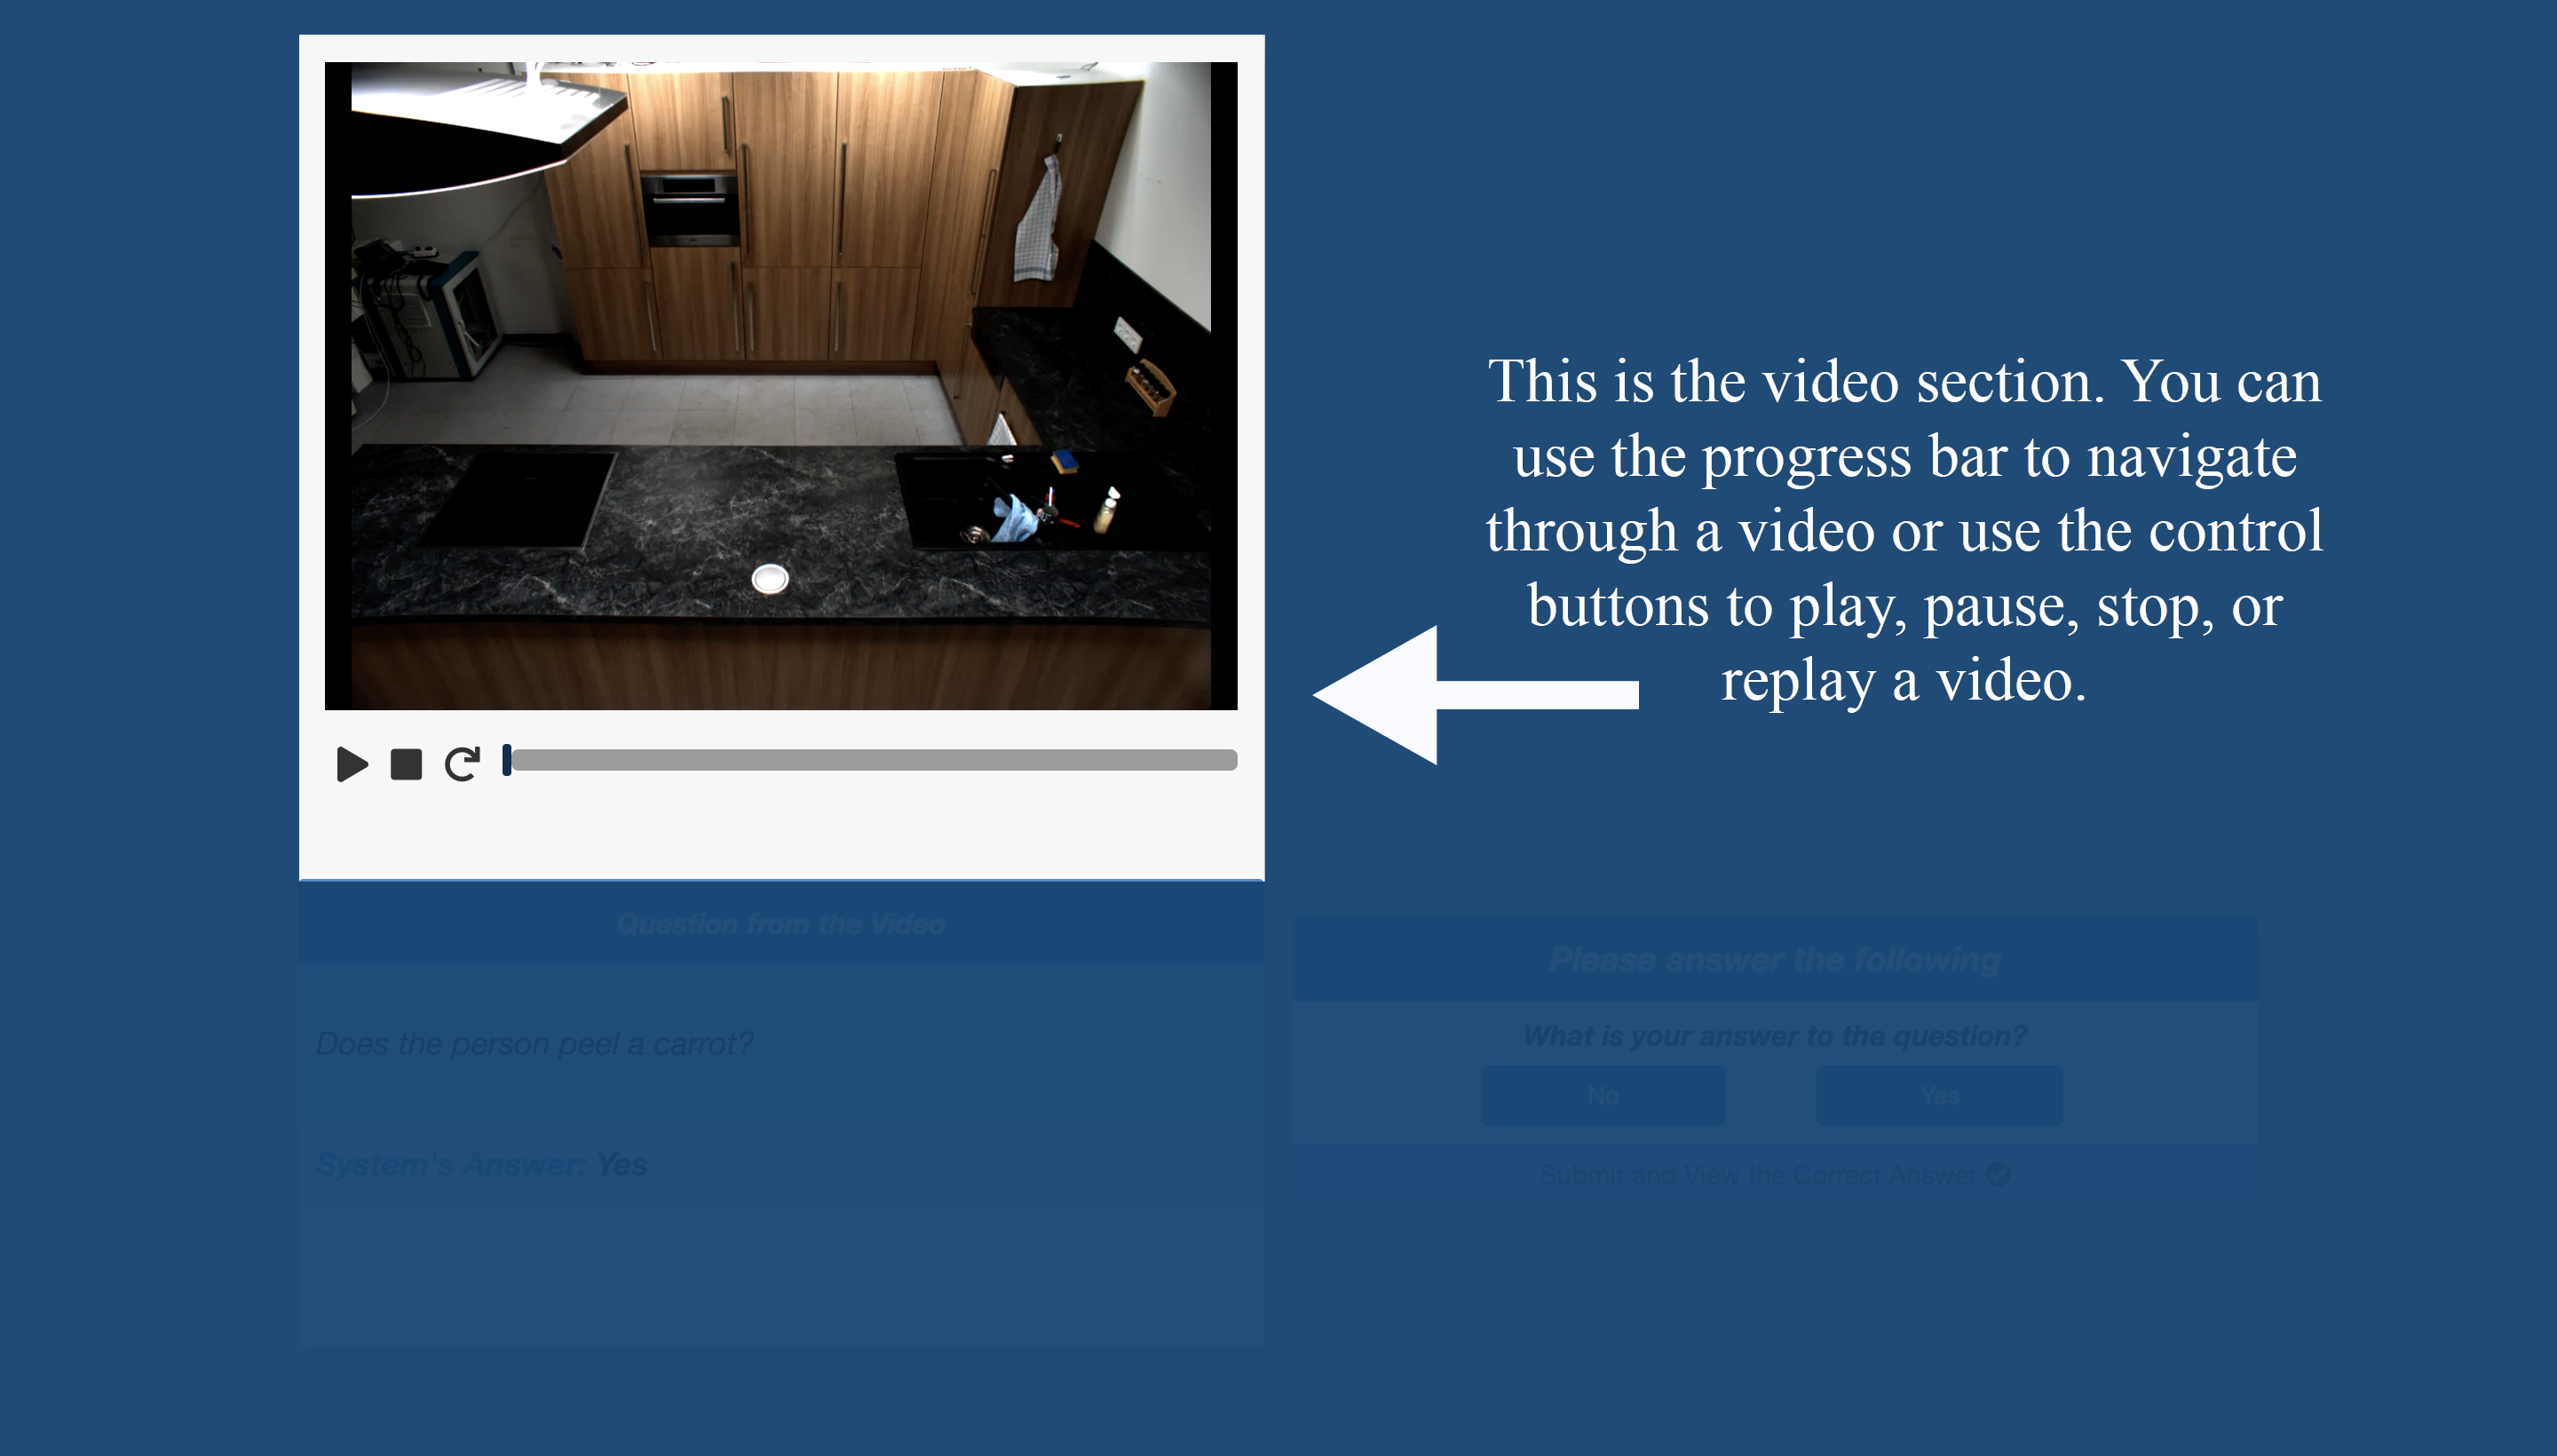 This is the video section. You can
use the progress bar to navigate
through a video or use the control
buttons to play, pause, stop, or
replay a video.
Question from the Video
Does the person peel a carrot?
System's Answer: Yes
Please answer the following
What is your answer to the question?
No
Yes
Submit and View the Correct Answer